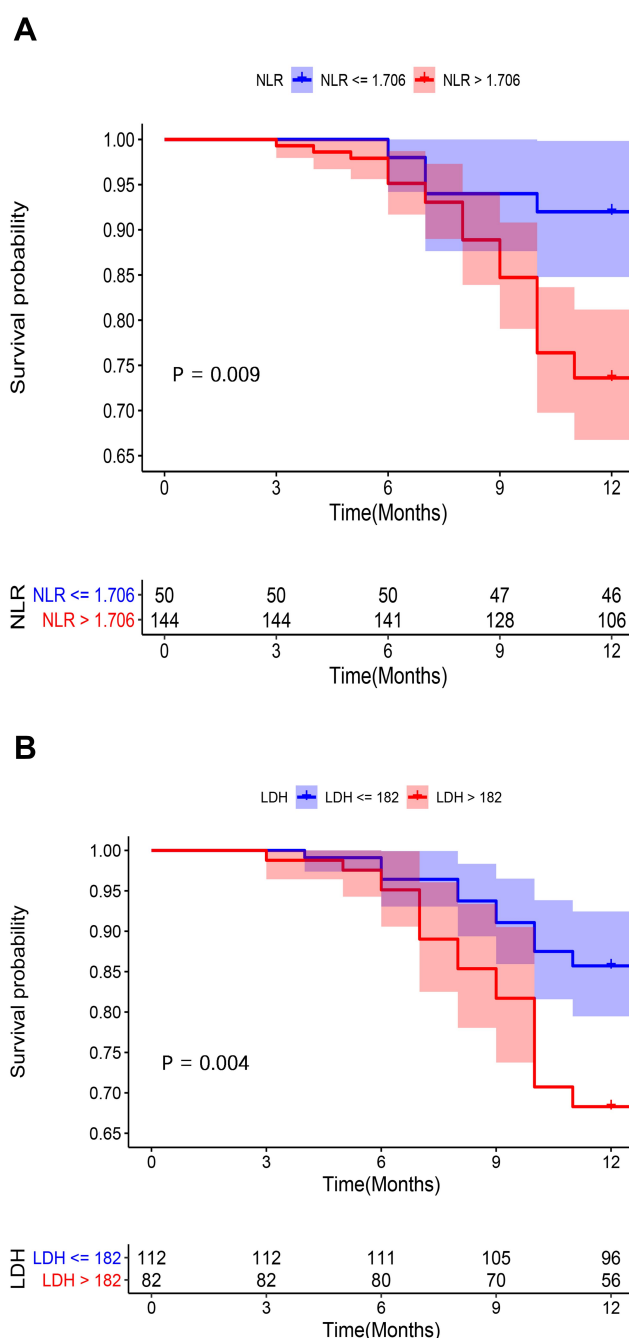 A
NLR NLR <= 1.706 NLR > 1.706
Survival probability
1.00
0.95
0.90
0.85
0.80
0.75
0.70
0.65
P = 0.009
0 3 6 9 12
Time(Months)
NLR
NLR <= 1.706 50 50 50 47 46
NLR > 1.706 144 144 141 128 106
0 3 6 9 12
Time(Months)
B
LDH LDH <= 182 LDH > 182
Survival probability
1.00
0.95
0.90
0.85
0.80
0.75
0.70
0.65
P = 0.004
0 3 6 9 12
Time(Months)
LDH
LDH <= 182 112 112 111 105 96
LDH > 182 82 82 80 70 56
0 3 6 9 12
Time(Months)